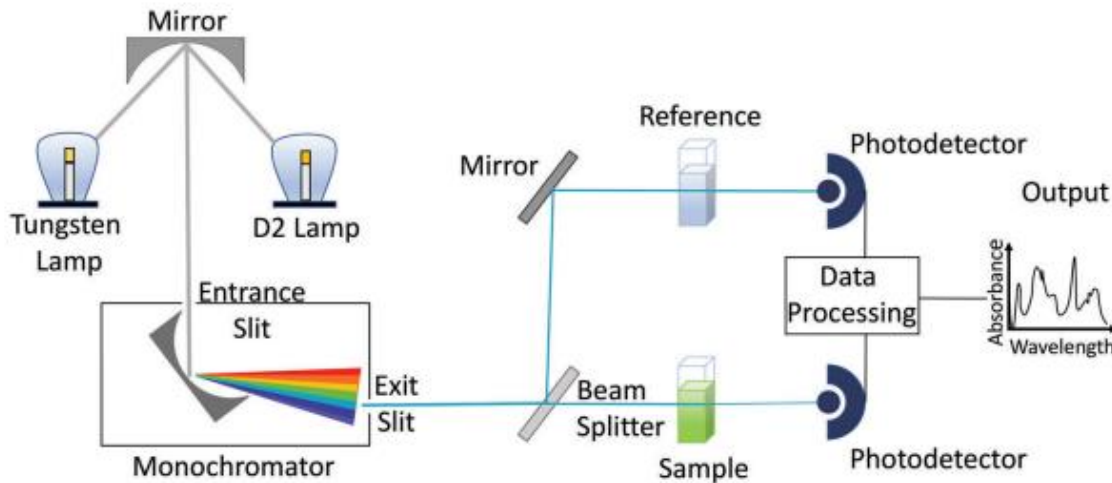 Mirror
Tungsten
Lamp
D2 Lamp
Entrance
Slit
Exit
Slit
Monochromator
Mirror
Beam
Splitter
Reference
Sample
Photodetector
Photodetector
Data
Processing
Output
Absorbance
Wavelength